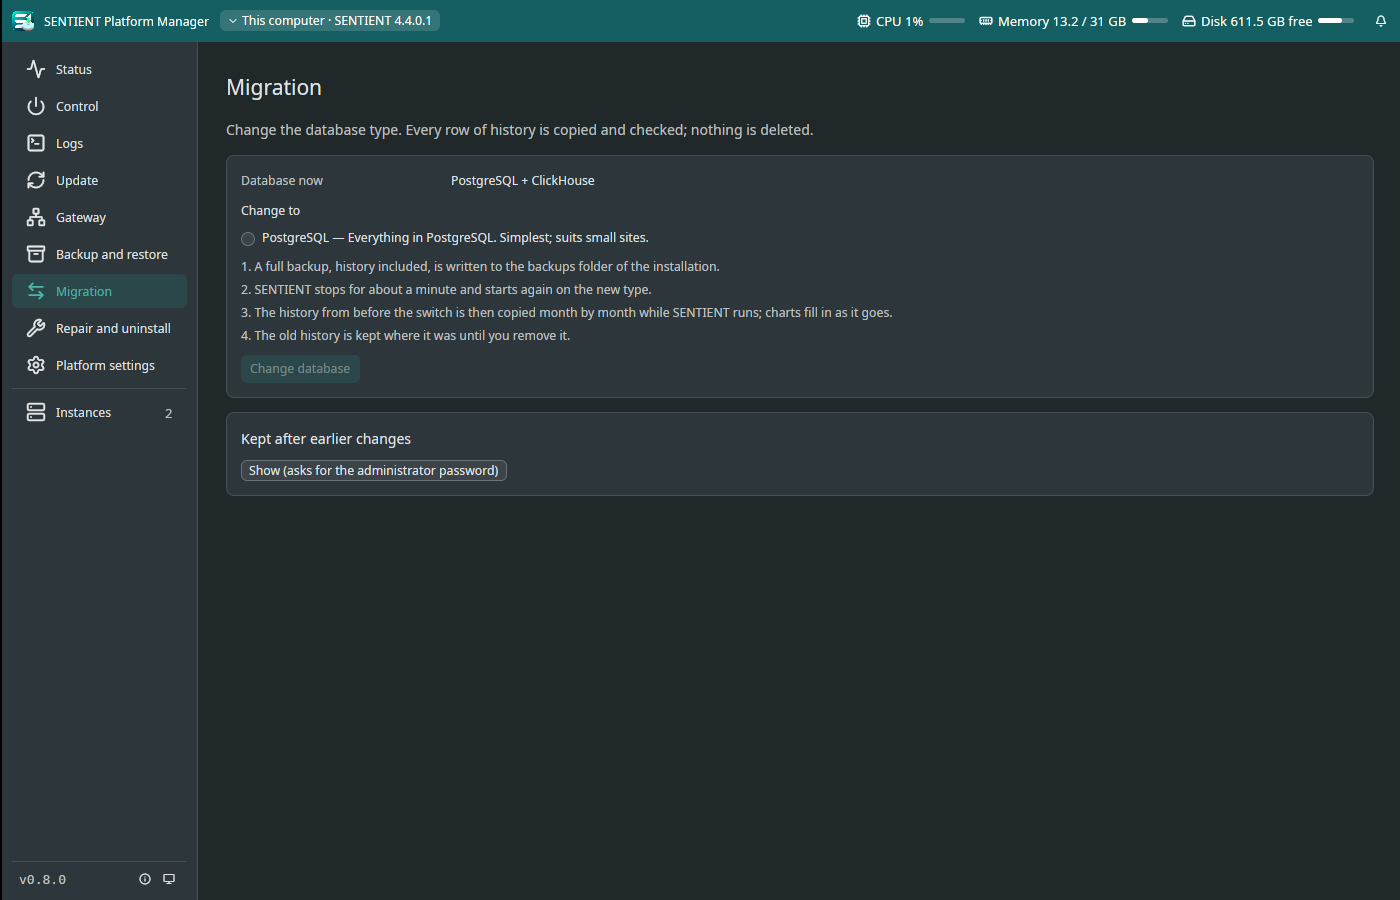 SENTIENT Platform Manager
This computer · SENTIENT 4.4.0.1
CPU 1%
Memory 13.2 / 31 GB
Disk 611.5 GB free
Status
Control
Logs
Update
Gateway
Backup and restore
Migration
Repair and uninstall
Platform settings
Instances 2
v0.8.0
Migration
Change the database type. Every row of history is copied and checked; nothing is deleted.
Database now PostgreSQL + ClickHouse
Change to
PostgreSQL — Everything in PostgreSQL. Simplest; suits small sites.
1. A full backup, history included, is written to the backups folder of the installation.
2. SENTIENT stops for about a minute and starts again on the new type.
3. The history from before the switch is then copied month by month while SENTIENT runs; charts fill in as it goes.
4. The old history is kept where it was until you remove it.
Change database
Kept after earlier changes
Show (asks for the administrator password)